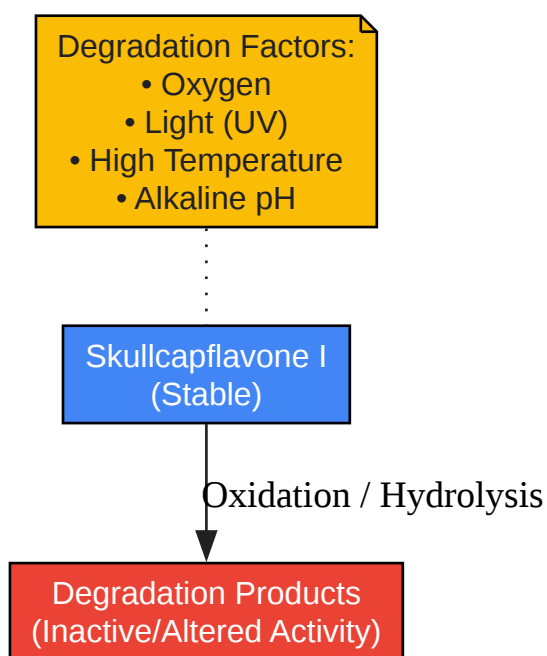 Degradation Factors:
• Oxygen
• Light (UV)
• High Temperature
• Alkaline pH
Skullcapflavone I
(Stable)
Oxidation / Hydrolysis
Degradation Products
(Inactive/Altered Activity)